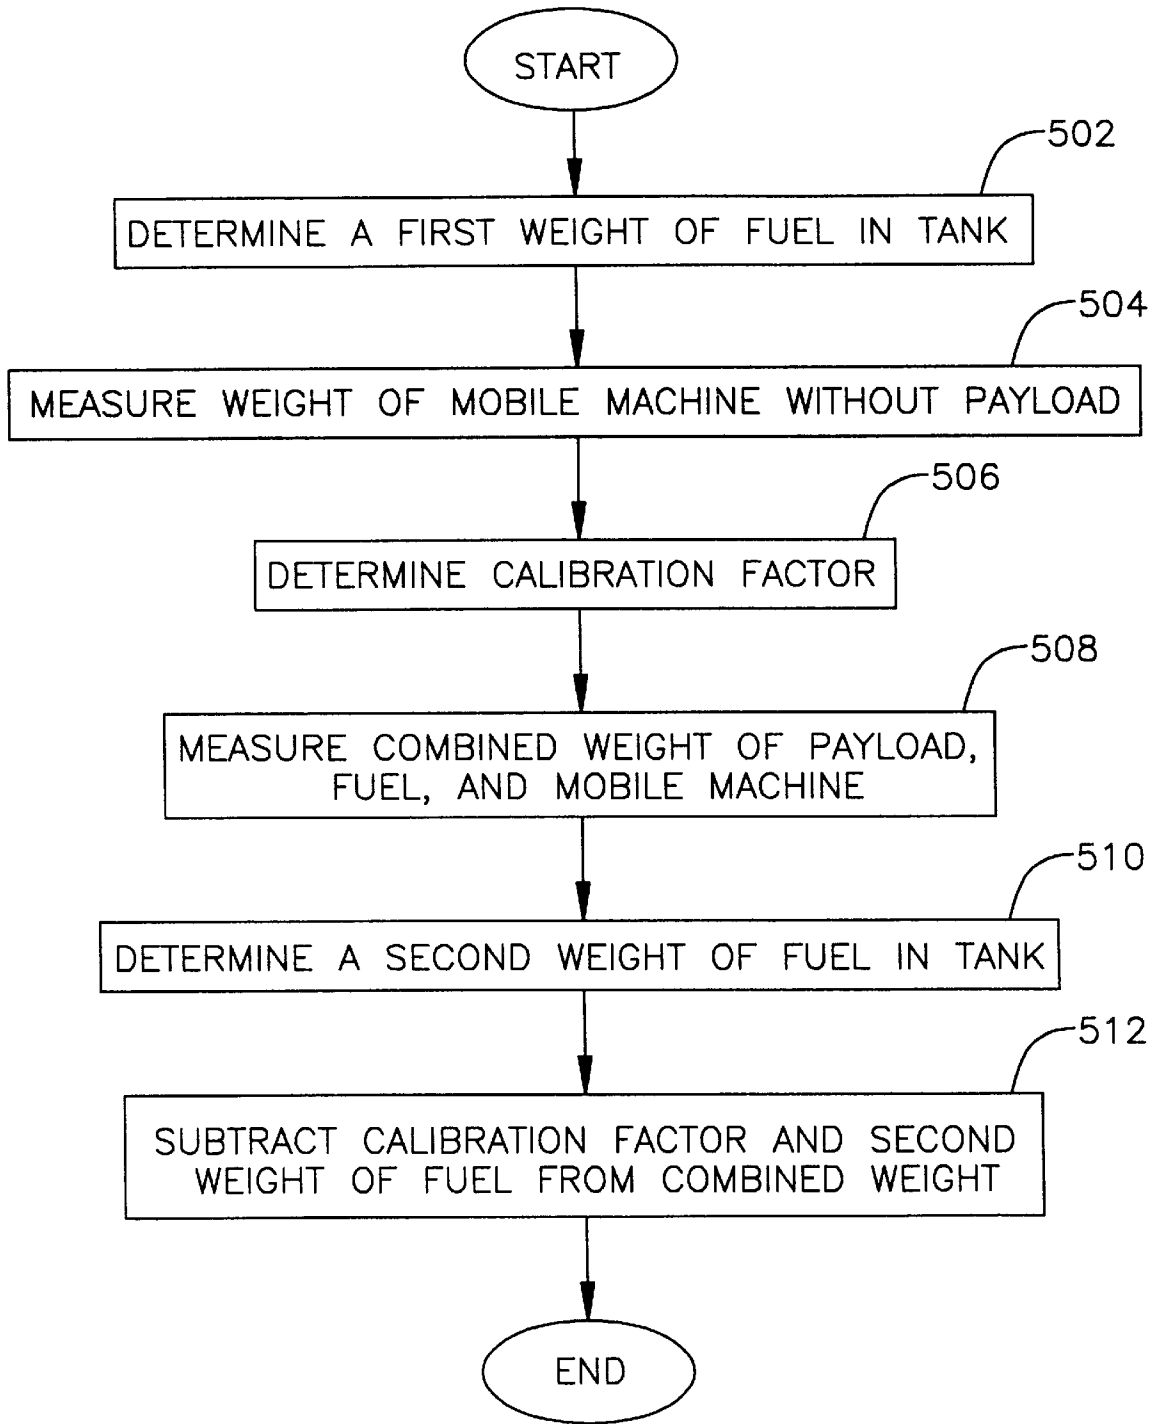 START
502
DETERMINE A FIRST WEIGHT OF FUEL IN TANK
504
MEASURE WEIGHT OF MOBILE MACHINE WITHOUT PAYLOAD
506
DETERMINE CALIBRATION FACTOR
508
MEASURE COMBINED WEIGHT OF PAYLOAD,
FUEL, AND MOBILE MACHINE
510
DETERMINE A SECOND WEIGHT OF FUEL IN TANK
512
SUBTRACT CALIBRATION FACTOR AND SECOND
WEIGHT OF FUEL FROM COMBINED WEIGHT
END